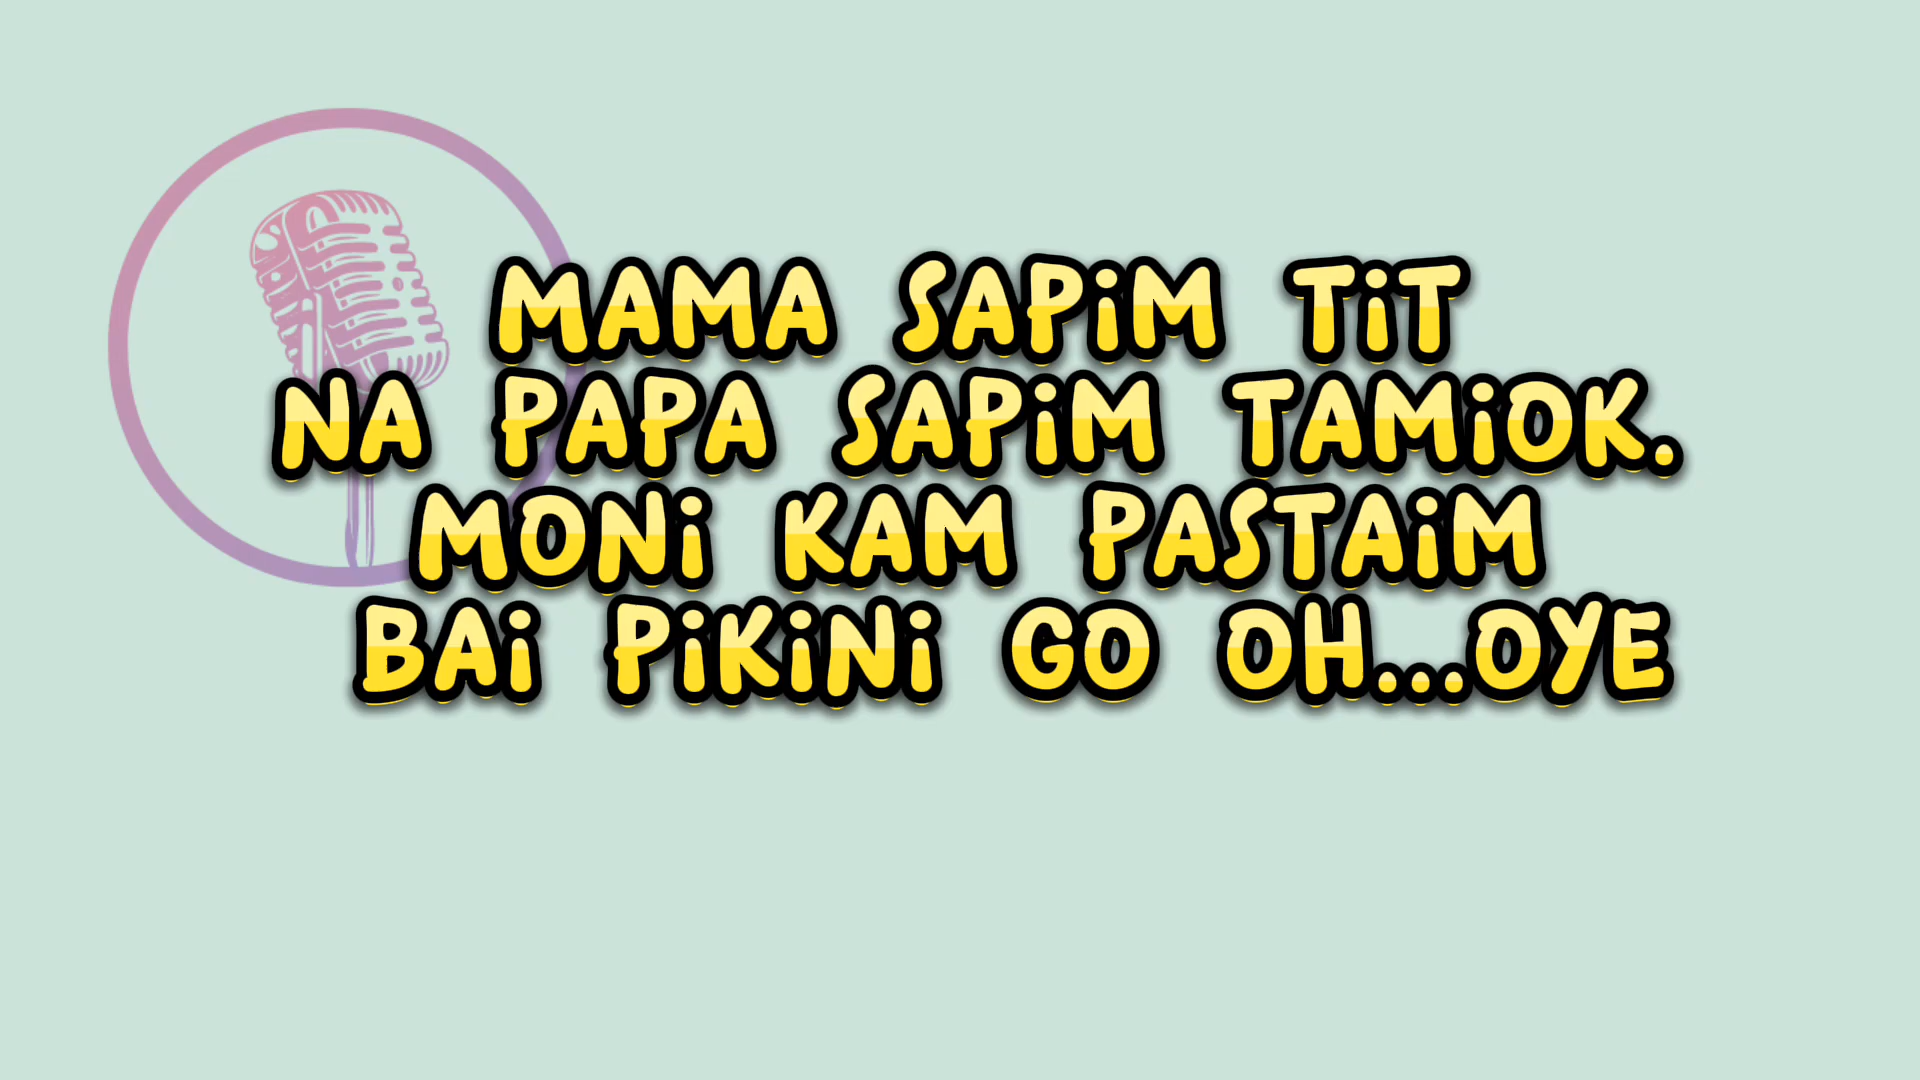 MAMA SAPIM TIT
NA PAPA SAPIM TAMIOK.
MONI KAM PASTAIM
BAI PIKINI GO OH...OYE